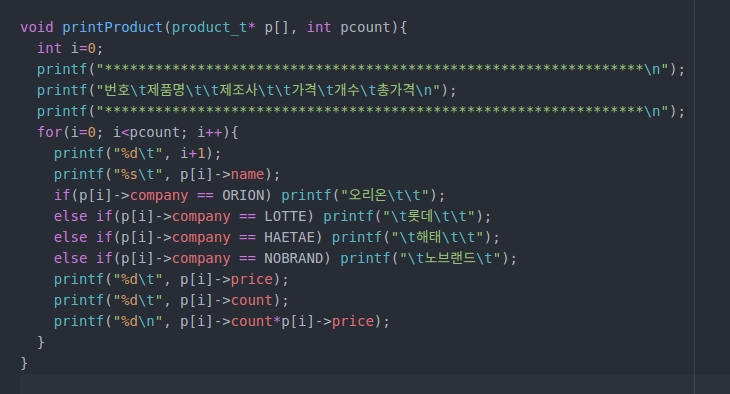 void printProduct(product_t* p[], int pcount){
int i=0;
printf("****************************************************************\n");
printf("번호\t제품명\t\t제조사\t\t가격\t개수\t총가격\n");
printf("****************************************************************\n");
for(i=0; i<pcount; i++){
printf("%d\t", i+1);
printf("%s\t", p[i]->name);
if(p[i]->company == ORION) printf("오리온\t\t");
else if(p[i]->company == LOTTE) printf("\t롯데\t\t");
else if(p[i]->company == HAETAE) printf("\t해태\t\t");
else if(p[i]->company == NOBRAND) printf("\t노브랜드\t");
printf("%d\t", p[i]->price);
printf("%d\t", p[i]->count);
printf("%d\n", p[i]->count*p[i]->price);
}
}